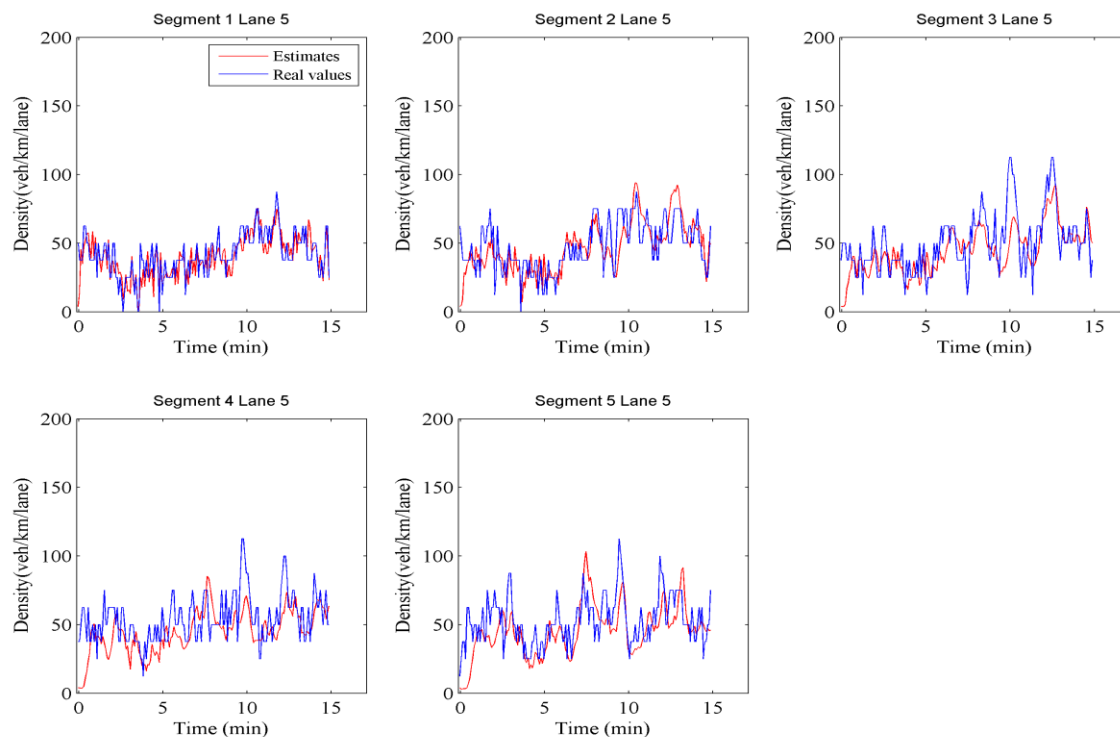 Segment 1 Lane 5
Segment 2 Lane 5
Segment 3 Lane 5
200
150
100
50
0
Density(veh/km/lane)
Estimates
Real values
0 5 10 15
Time (min)
200
150
100
50
0
Density(veh/km/lane)
0 5 10 15
Time (min)
200
150
100
50
0
Density(veh/km/lane)
0 5 10 15
Time (min)
Segment 4 Lane 5
Segment 5 Lane 5
200
150
100
50
0
Density(veh/km/lane)
0 5 10 15
Time (min)
200
150
100
50
0
Density(veh/km/lane)
0 5 10 15
Time (min)